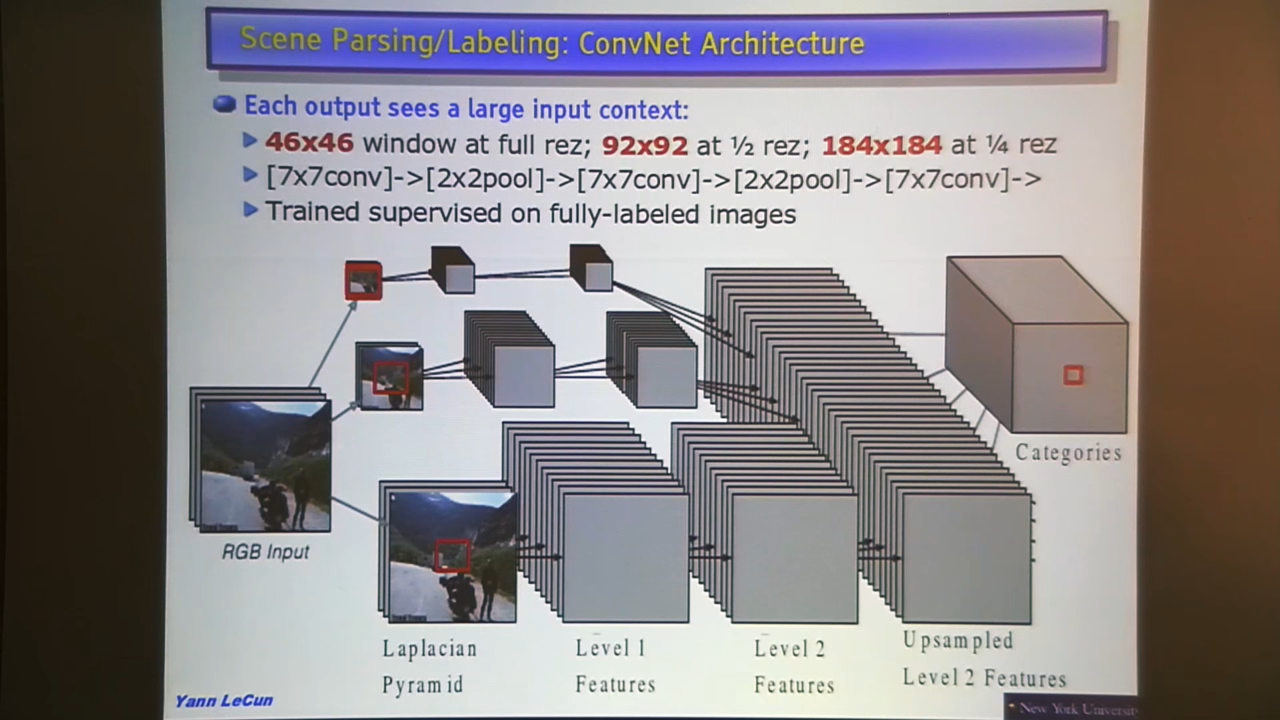 Scene Parsing/Labeling: ConvNet Architecture
Each output sees a large input context:
46x46 window at full rez; 92x92 at ½ rez; 184x184 at ¼ rez
[7x7conv]->[2x2pool]->[7x7conv]->[2x2pool]->[7x7conv]->
Trained supervised on fully-labeled images
Categories
RGB Input
Laplacian
Pyramid
Level 1
Features
Level 2
Features
Upsampled
Level 2 Features
Yann LeCun
New York Universit